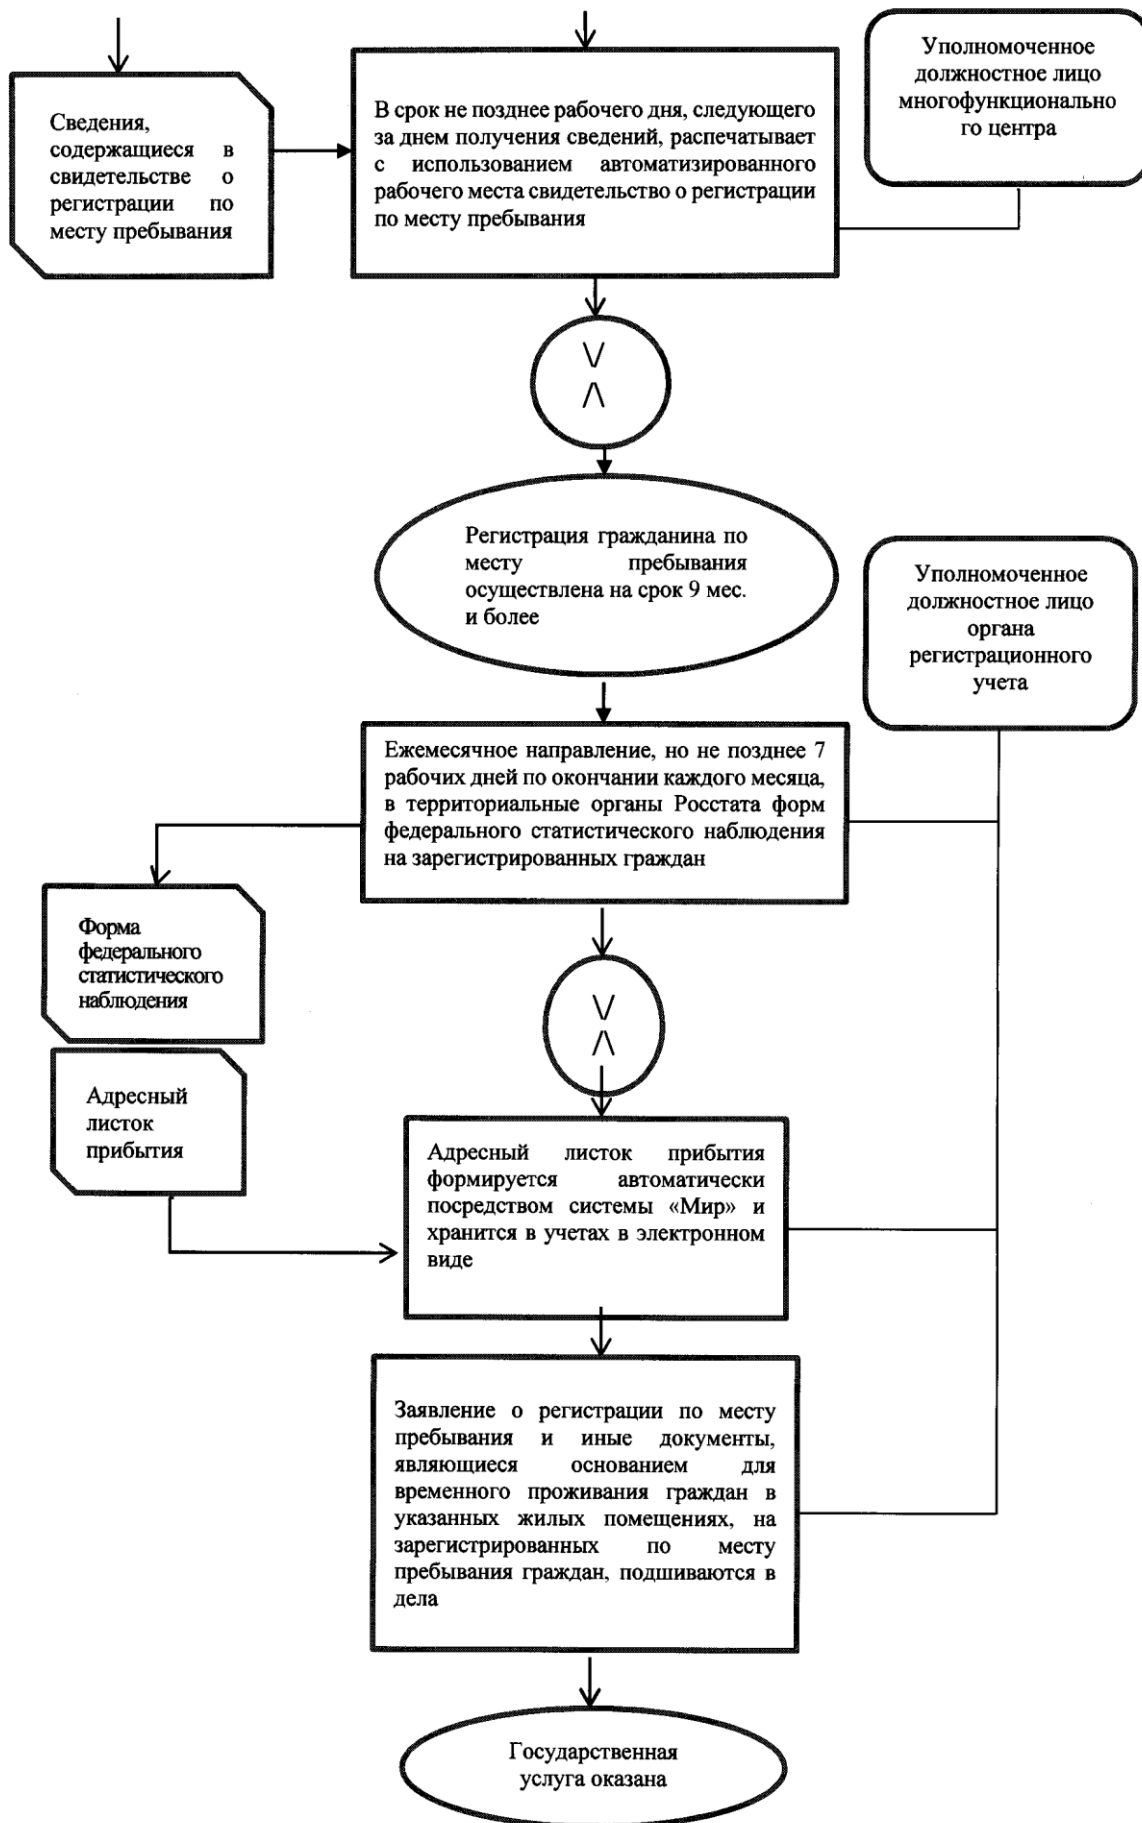 Уполномоченное
должностное лицо
многофункционально
го центра
Сведения,
содержащиеся в
свидетельстве о
регистрации по
месту пребывания
В срок не позднее рабочего дня, следующего
за днем получения сведений, распечатывает
с использованием автоматизированного
рабочего места свидетельство о регистрации
по месту пребывания
Регистрация гражданина по
месту пребывания
осуществлена на срок 9 мес.
и более
Уполномоченное
должностное лицо
органа
регистрационного
учета
Ежемесячное направление, но не позднее 7
рабочих дней по окончании каждого месяца,
в территориальные органы Росстата форм
федерального статистического наблюдения
на зарегистрированных граждан
Форма
федерального
статистического
наблюдения
Адресный
листок
прибытия
Адресный листок прибытия
формируется автоматически
посредством системы «Мир» и
хранится в учетах в электронном
виде
Заявление о регистрации по месту
пребывания и иные документы,
являющиеся основанием для
временного проживания граждан в
указанных жилых помещениях, на
зарегистрированных по месту
пребывания граждан, подшиваются в
дела
Государственная
услуга оказана